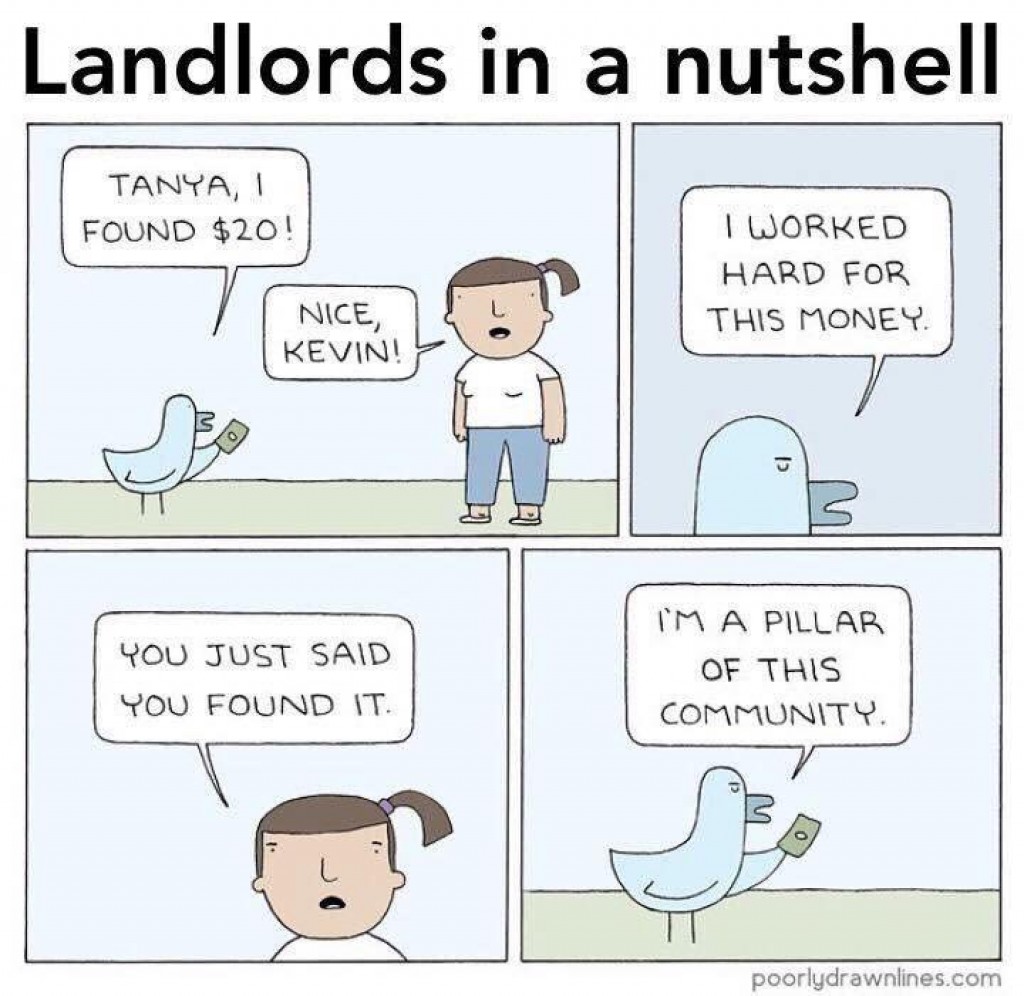 Landlords in a nutshell
TANYA, I
FOUND $20!
NICE,
KEVIN!
I WORKED
HARD FOR
THIS MONEY.
YOU JUST SAID
YOU FOUND IT.
I'M A PILLAR
OF THIS
COMMUNITY.
poorlydrawnlines.com